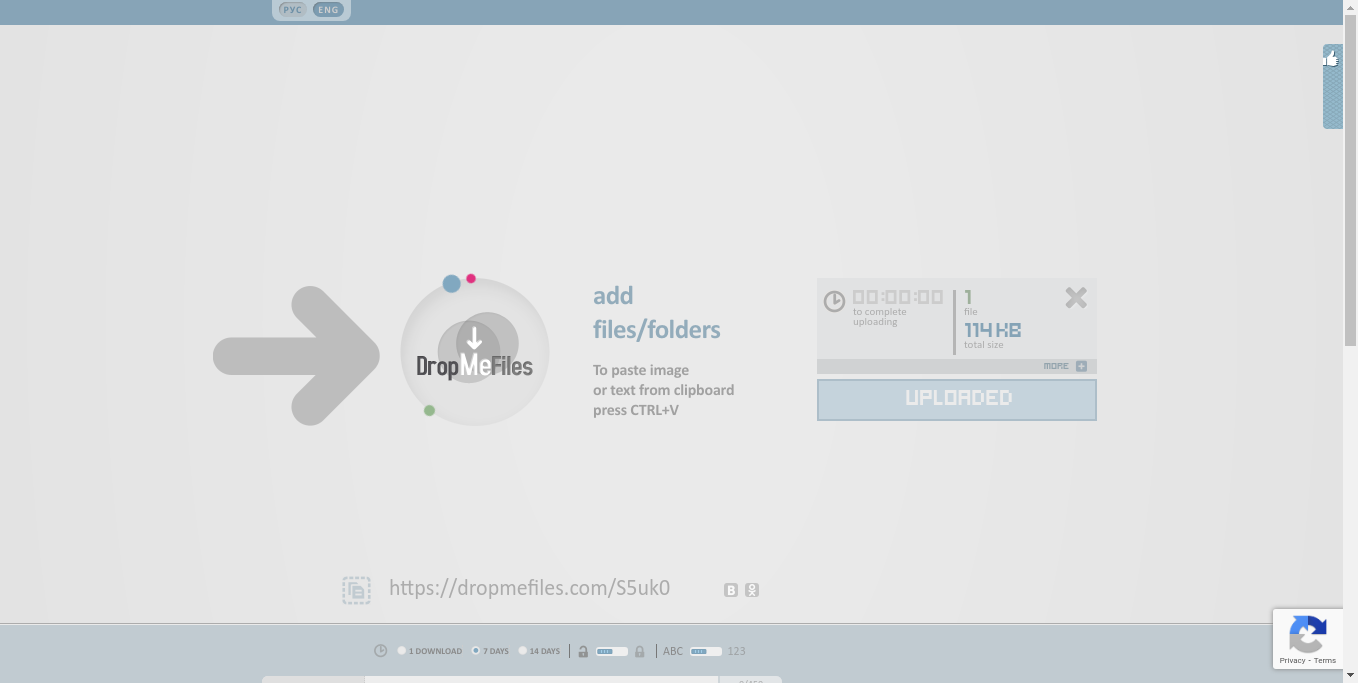 РУС ENG
add
files/folders
To paste image
or text from clipboard
press CTRL+V
DropMeFiles
00:00:00
to complete
uploading
1
file
114 KB
total size
MORE
UPLOADED
https://dropmefiles.com/S5uk0
1 DOWNLOAD 7 DAYS 14 DAYS ABC 123
Privacy - Terms